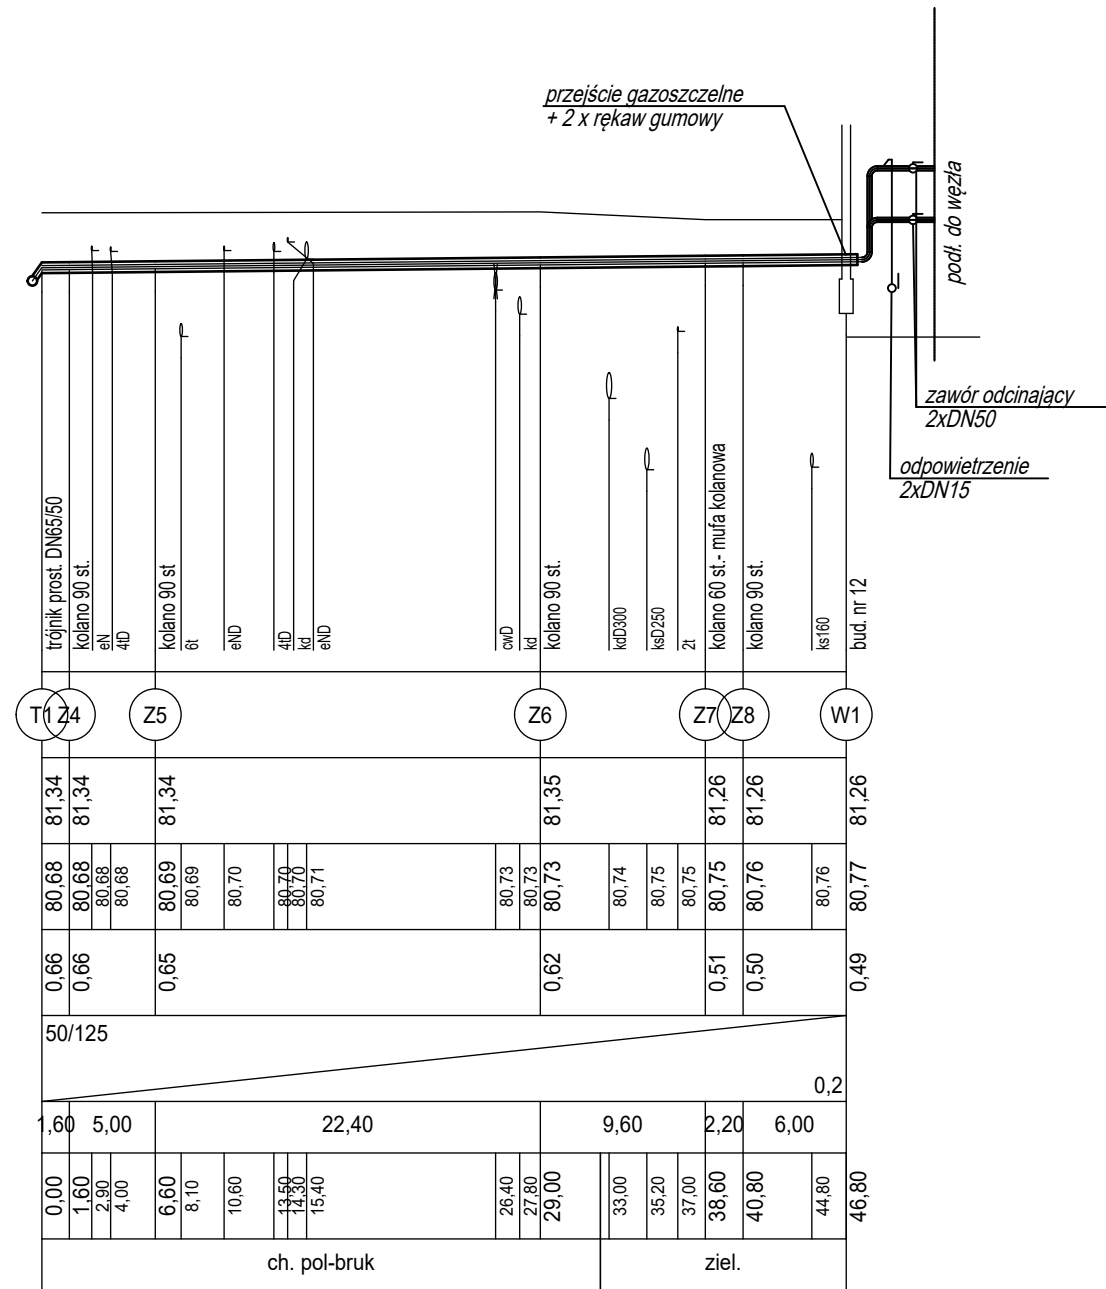 przejście gazoszczelne
+ 2 x rękaw gumowy
podł. do węzła
zawór odcinający
2xDN50
odpowietrzenie
2xDN15
trójnik prost. DN65/50
kolano 90 st.
eN
4tD
kolano 90 st
6t
eND
4tD
kd
eND
cwD
kd
kolano 90 st.
kdD300
ksD250
2t
kolano 60 st.- mufa kolanowa
kolano 90 st.
ks160
bud. nr 12
T1 Z4 Z5 Z6 Z7 Z8 W1
81,34 81,34 81,34 81,35 81,26 81,26 81,26
80,68 80,68 80,68 80,68 80,69 80,69 80,70 80,70 80,70 80,71 80,73 80,73 80,73 80,74 80,75 80,75 80,75 80,76 80,76 80,77
0,66 0,66 0,65 0,62 0,51 0,50 0,49
50/125
0,2
1,60 5,00 22,40 9,60 2,20 6,00
0,00 1,60 2,90 4,00 6,60 8,10 10,60 13,50 14,30 15,40 26,40 27,80 29,00 33,00 35,20 37,00 38,60 40,80 44,80 46,80
ch. pol-bruk ziel.